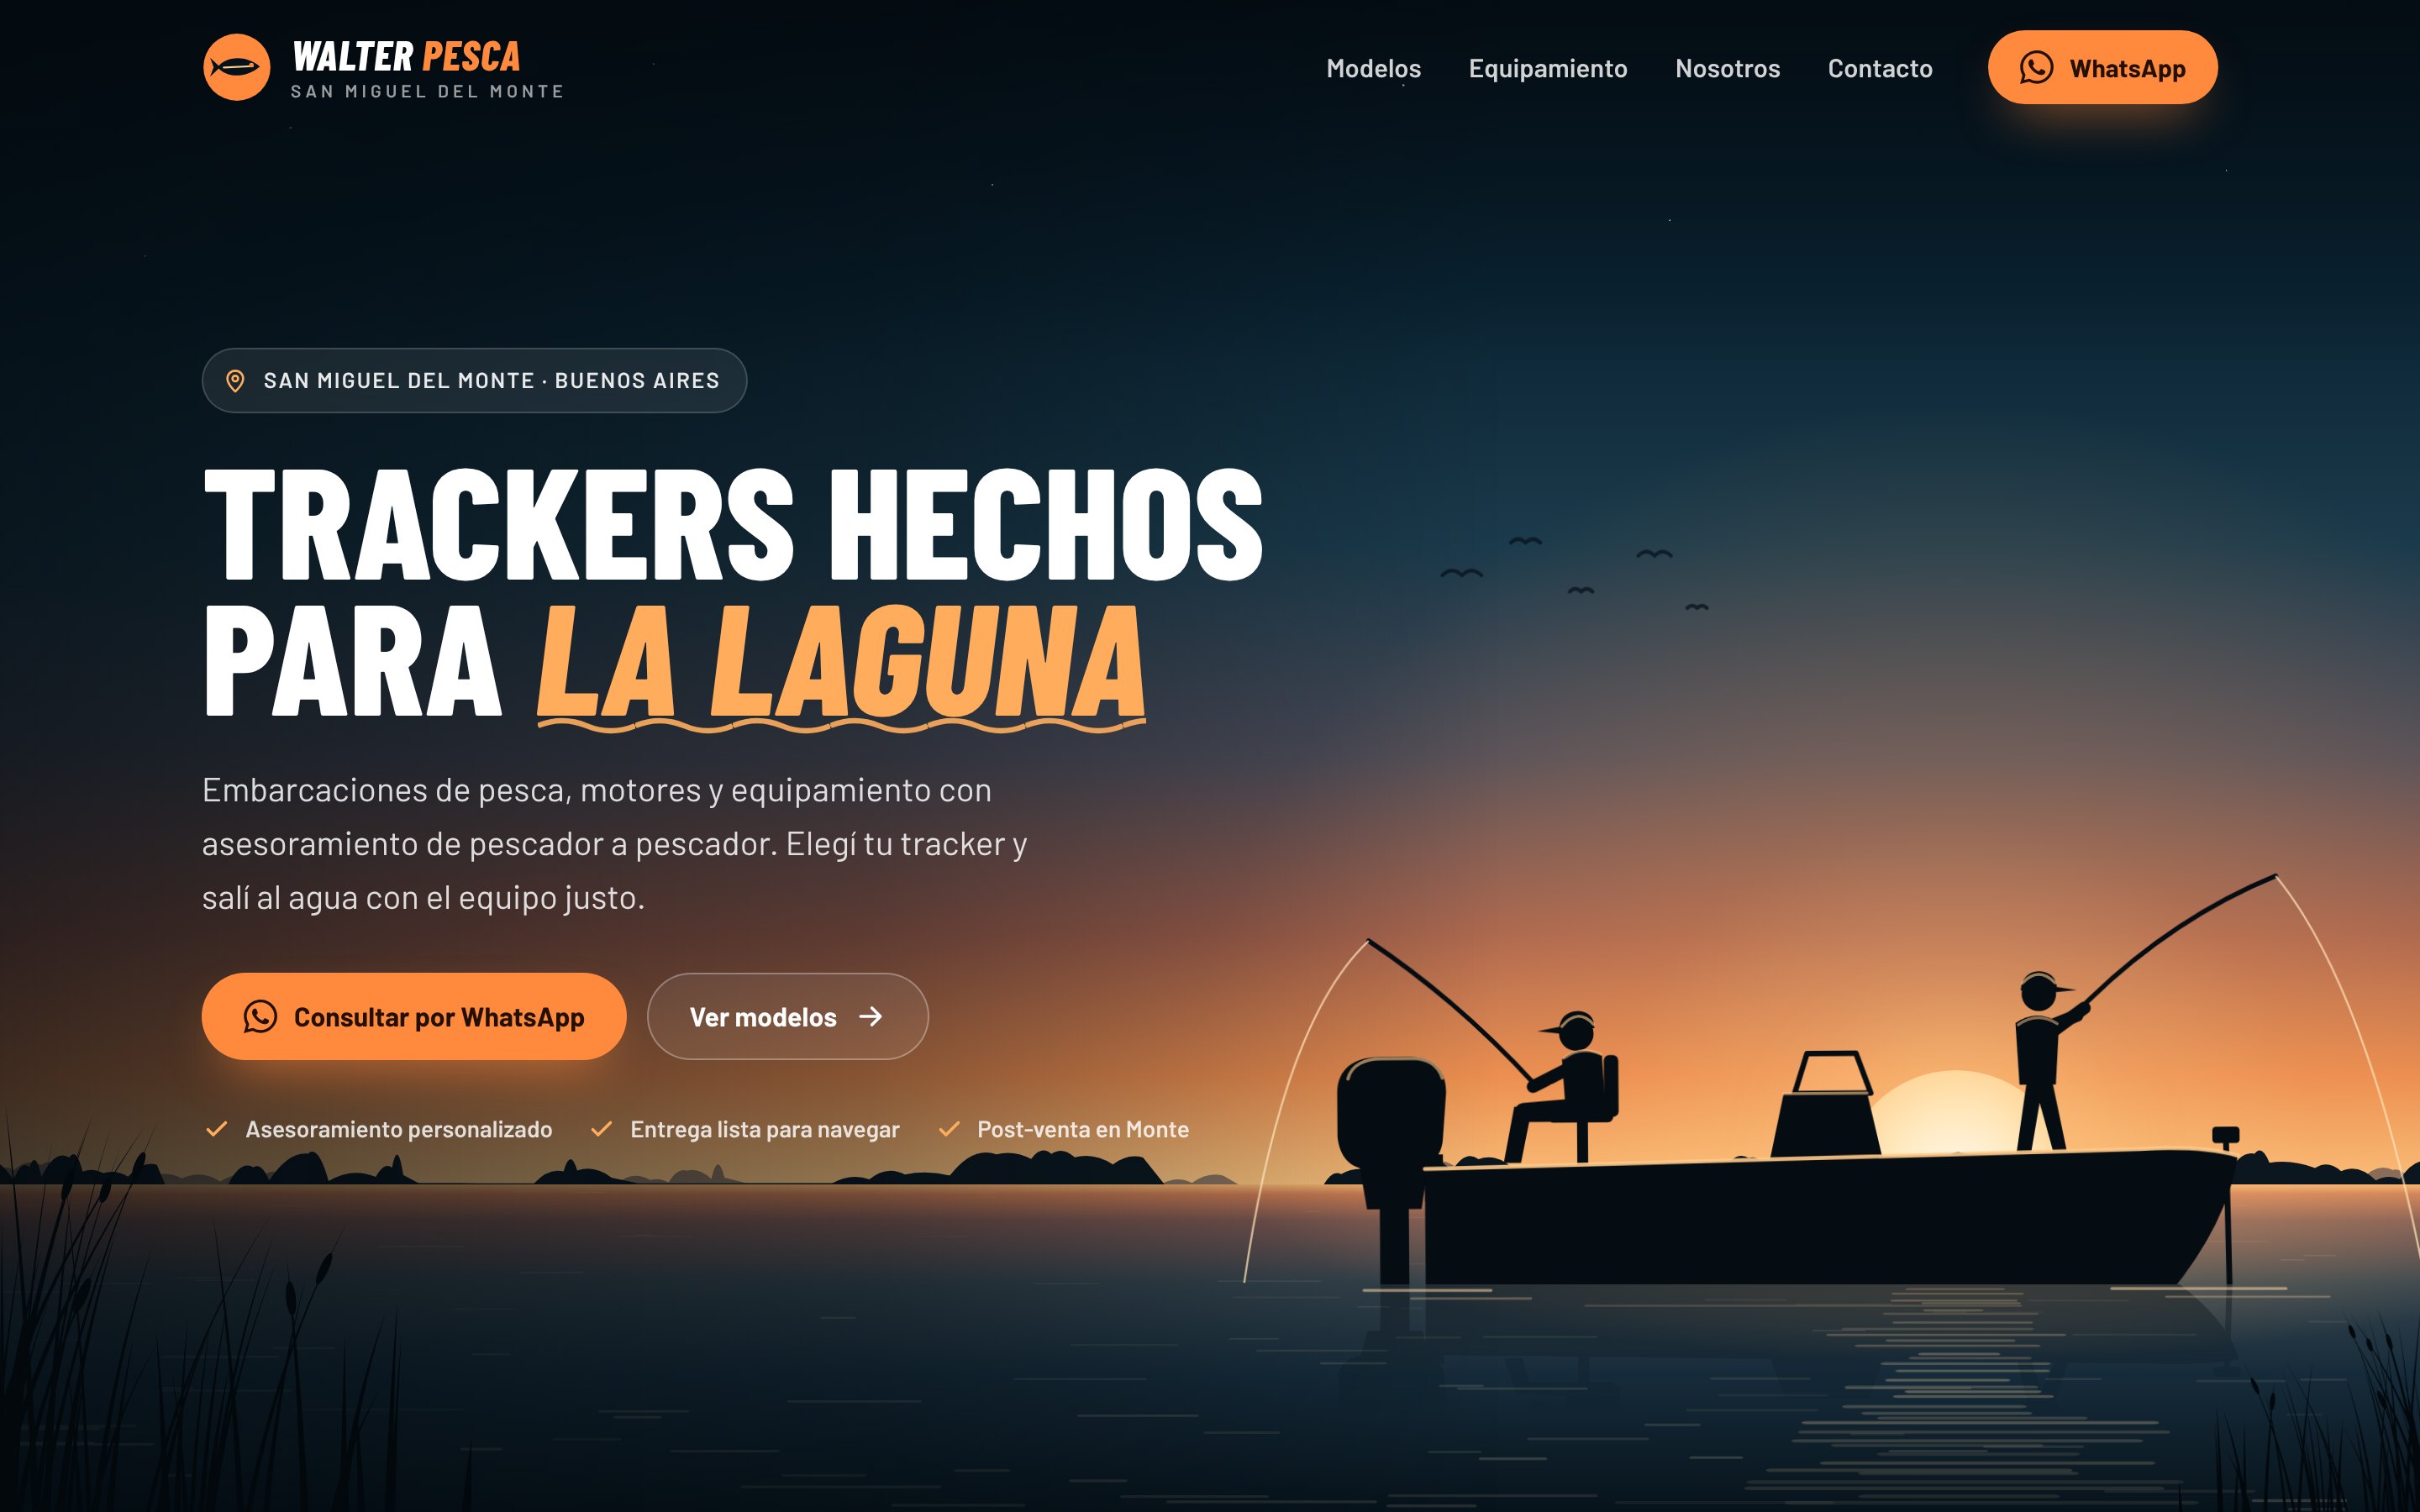 WALTER PESCA
SAN MIGUEL DEL MONTE
Modelos
Equipamiento
Nosotros
Contacto
WhatsApp
SAN MIGUEL DEL MONTE · BUENOS AIRES
TRACKERS HECHOS
PARA LA LAGUNA
Embarcaciones de pesca, motores y equipamiento con
asesoramiento de pescador a pescador. Elegí tu tracker y
salí al agua con el equipo justo.
Consultar por WhatsApp
Ver modelos
Asesoramiento personalizado
Entrega lista para navegar
Post-venta en Monte